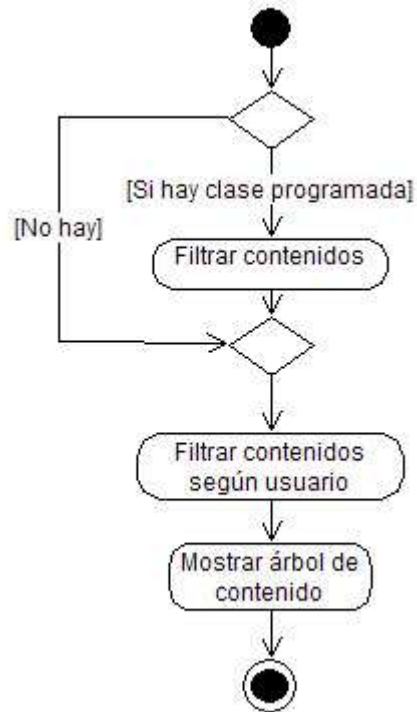 [Si hay clase programada]
[No hay]
Filtrar contenidos
Filtrar contenidos
según usuario
Mostrar árbol de
contenido